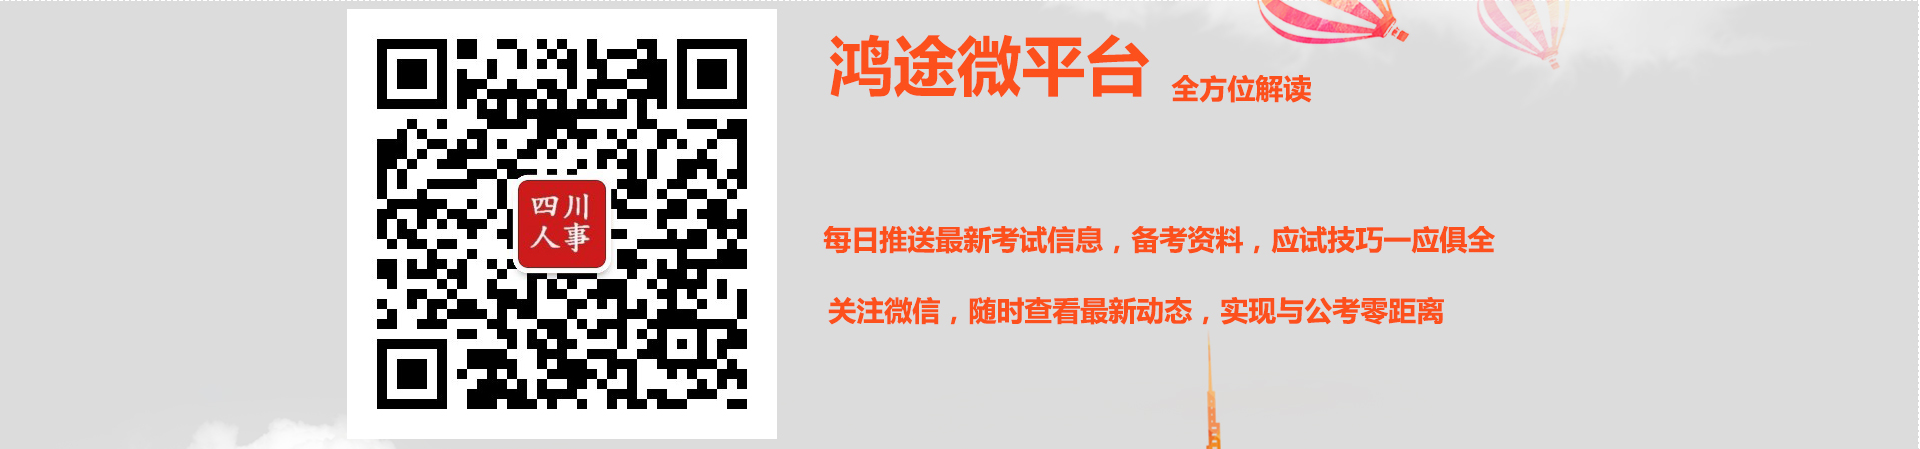 四川
人事
鸿途微平台 全方位解读
每日推送最新考试信息，备考资料，应试技巧一应俱全
关注微信，随时查看最新动态，实现与公考零距离